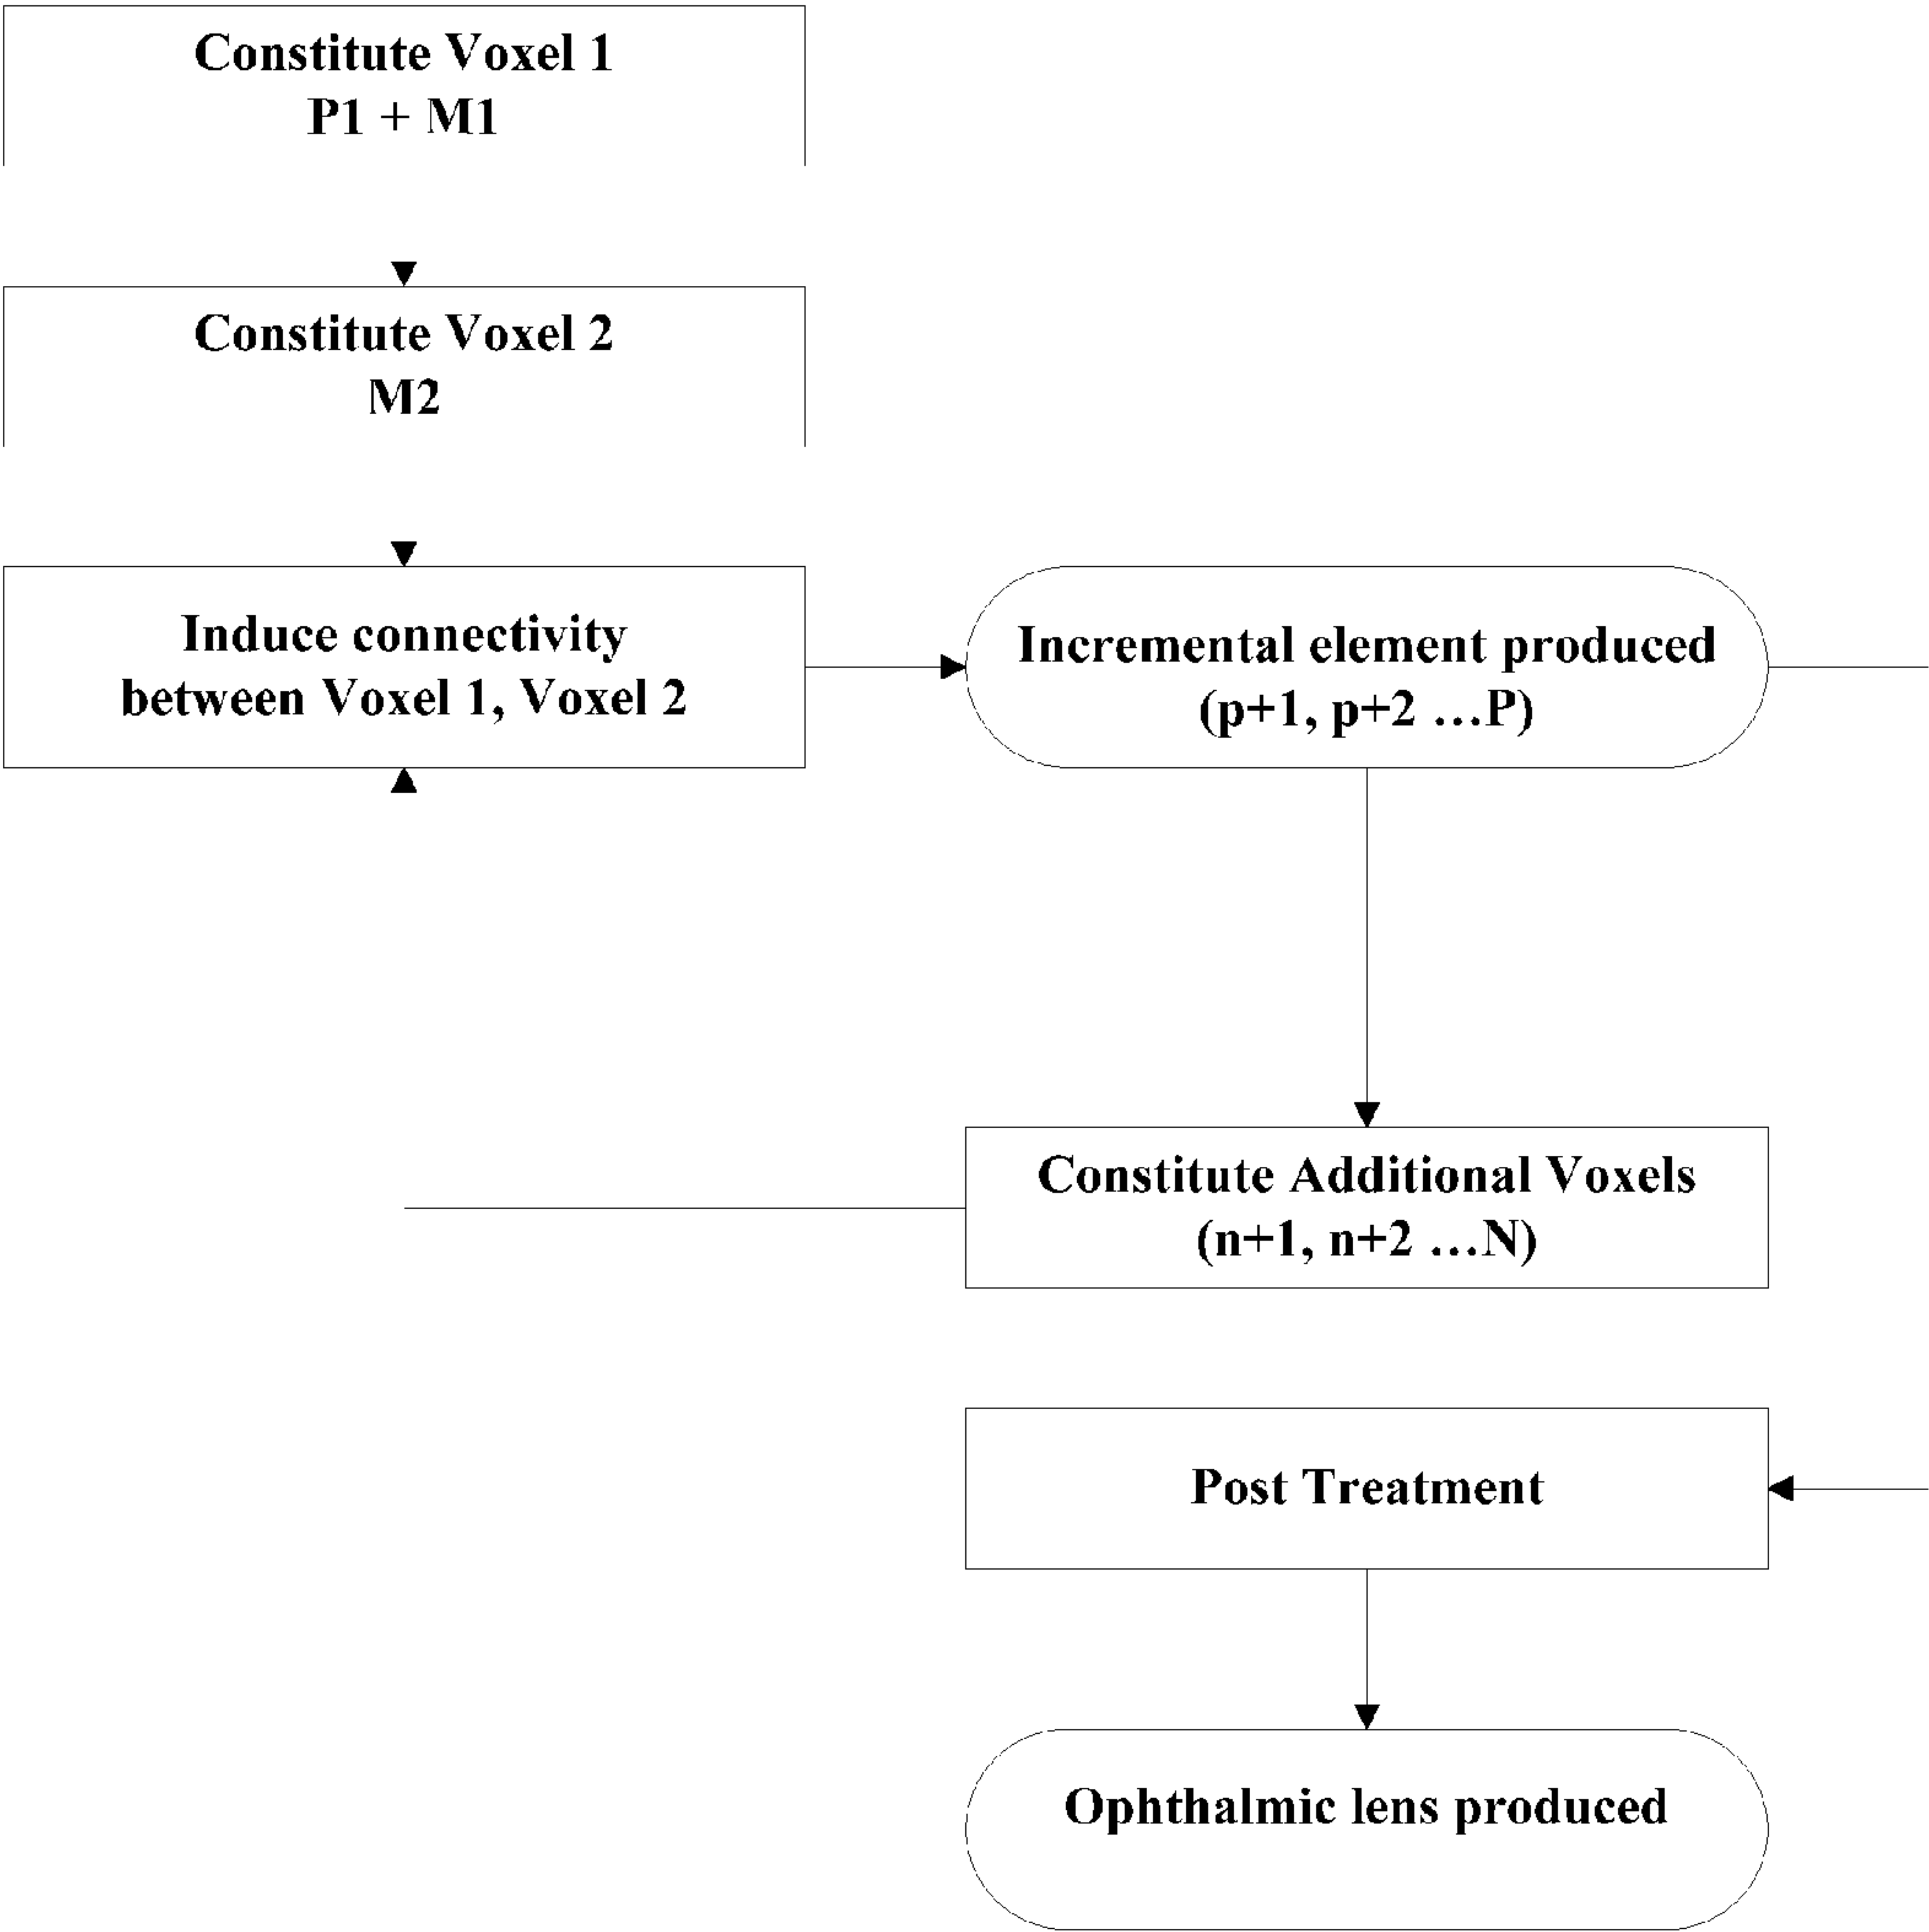 Constitute Voxel 1
P1 + M1
Constitute Voxel 2
M2
Induce connectivity
between Voxel 1, Voxel 2
Incremental element produced
(p+1, p+2 …P)
Constitute Additional Voxels
(n+1, n+2 …N)
Post Treatment
Ophthalmic lens produced